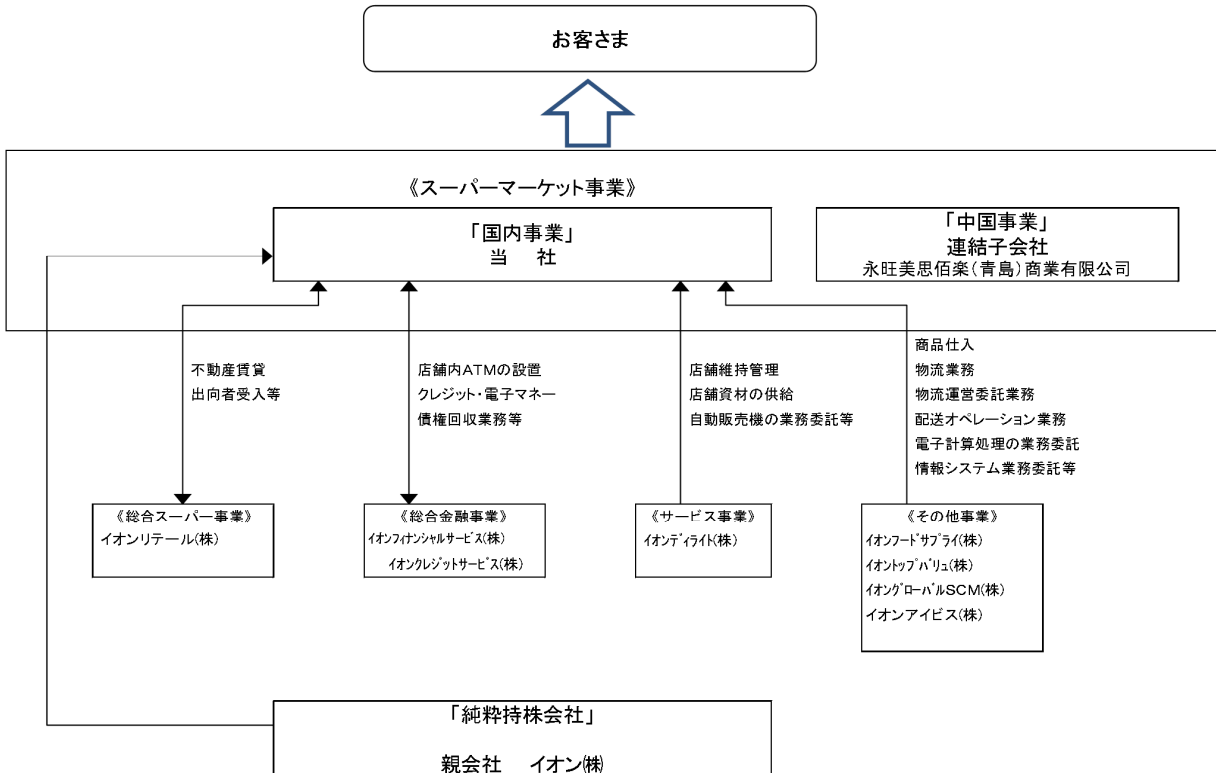 お客さま
《スーパーマーケット事業》
「国内事業」
当　社
「中国事業」
連結子会社
永旺美思佰楽(青島)商業有限公司
不動産賃貸
出向者受入等
店舗内ATMの設置
クレジット・電子マネー
債権回収業務等
店舗維持管理
店舗資材の供給
自動販売機の業務委託等
商品仕入
物流業務
物流運営委託業務
配送オペレーション業務
電子計算処理の業務委託
情報システム業務委託等
《総合スーパー事業》
イオンリテール(株)
《総合金融事業》
イオンフィナンシャルサービス(株)
イオンクレジットサービス(株)
《サービス事業》
イオンディライト(株)
《その他事業》
イオンフードサプライ(株)
イオントップバリュ(株)
イオングローバルSCM(株)
イオンアイビス(株)
「純粋持株会社」
親会社　イオン㈱